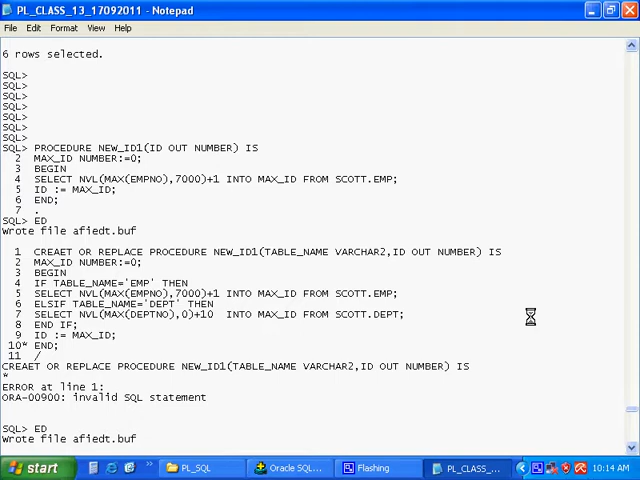 PL_CLASS_13_17092011 - Notepad
File Edit Format View Help
6 rows selected.
SQL>
SQL>
SQL>
SQL>
SQL>
SQL>
SQL>
SQL> PROCEDURE NEW_ID1(ID OUT NUMBER) IS
2 MAX_ID NUMBER:=0;
3 BEGIN
4 SELECT NVL(MAX(EMPNO),7000)+1 INTO MAX_ID FROM SCOTT.EMP;
5 ID := MAX_ID;
6 END;
7 .
SQL> ED
Wrote file afiedt.buf
1 CREAET OR REPLACE PROCEDURE NEW_ID1(TABLE_NAME VARCHAR2,ID OUT NUMBER) IS
2 MAX_ID NUMBER:=0;
3 BEGIN
4 IF TABLE_NAME='EMP' THEN
5 SELECT NVL(MAX(EMPNO),7000)+1 INTO MAX_ID FROM SCOTT.EMP;
6 ELSIF TABLE_NAME='DEPT' THEN
7 SELECT NVL(MAX(DEPTNO),0)+10 INTO MAX_ID FROM SCOTT.DEPT;
8 END IF;
9 ID := MAX_ID;
10* END;
11 /
CREAET OR REPLACE PROCEDURE NEW_ID1(TABLE_NAME VARCHAR2,ID OUT NUMBER) IS
*
ERROR at line 1:
ORA-00900: invalid SQL statement
SQL> ED
Wrote file afiedt.buf
start PL_SQL Oracle SQL... Flashing PL_CLASS_... 10:14 AM